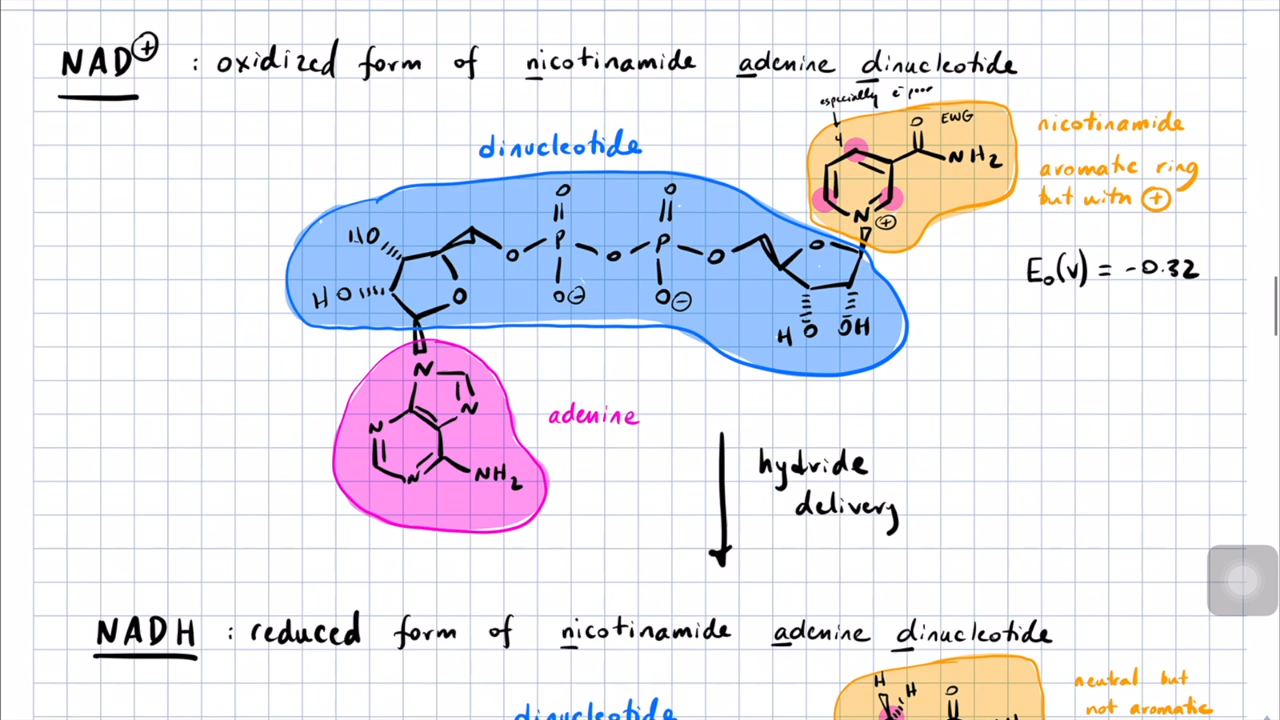 NAD⊕ : oxidized form of nicotinamide adenine dinucleotide
especially e⁻ poor
dinucleotide
4
O
EWG
NH₂
N
⊕
nicotinamide
aromatic ring
but with ⊕
E₀(V) = -0.32
O O
HO O P O P O O
HO O O⊖ O⊖
HO OH
N
N N
N NH₂
adenine
hydride
delivery
NADH : reduced form of nicotinamide adenine dinucleotide
dinucleotide
H H O
neutral but
not aromatic